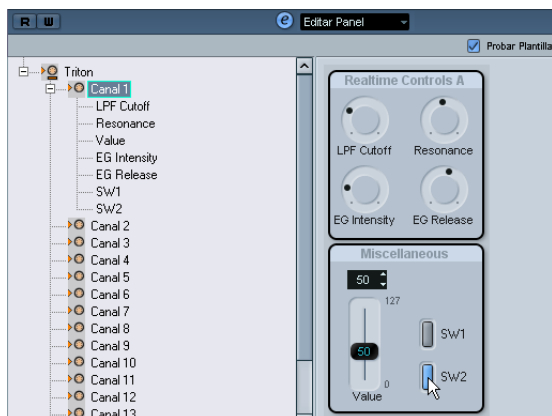 R W
e Editar Panel
Probar Plantilla
Triton
Canal 1
LPF Cutoff
Resonance
Value
EG Intensity
EG Release
SW1
SW2
Canal 2
Canal 3
Canal 4
Canal 5
Canal 6
Canal 7
Canal 8
Canal 9
Canal 10
Canal 11
Canal 12
Canal 13
Realtime Controls A
LPF Cutoff Resonance
EG Intensity EG Release
Miscellaneous
50
127
50
0
Value
SW1
SW2